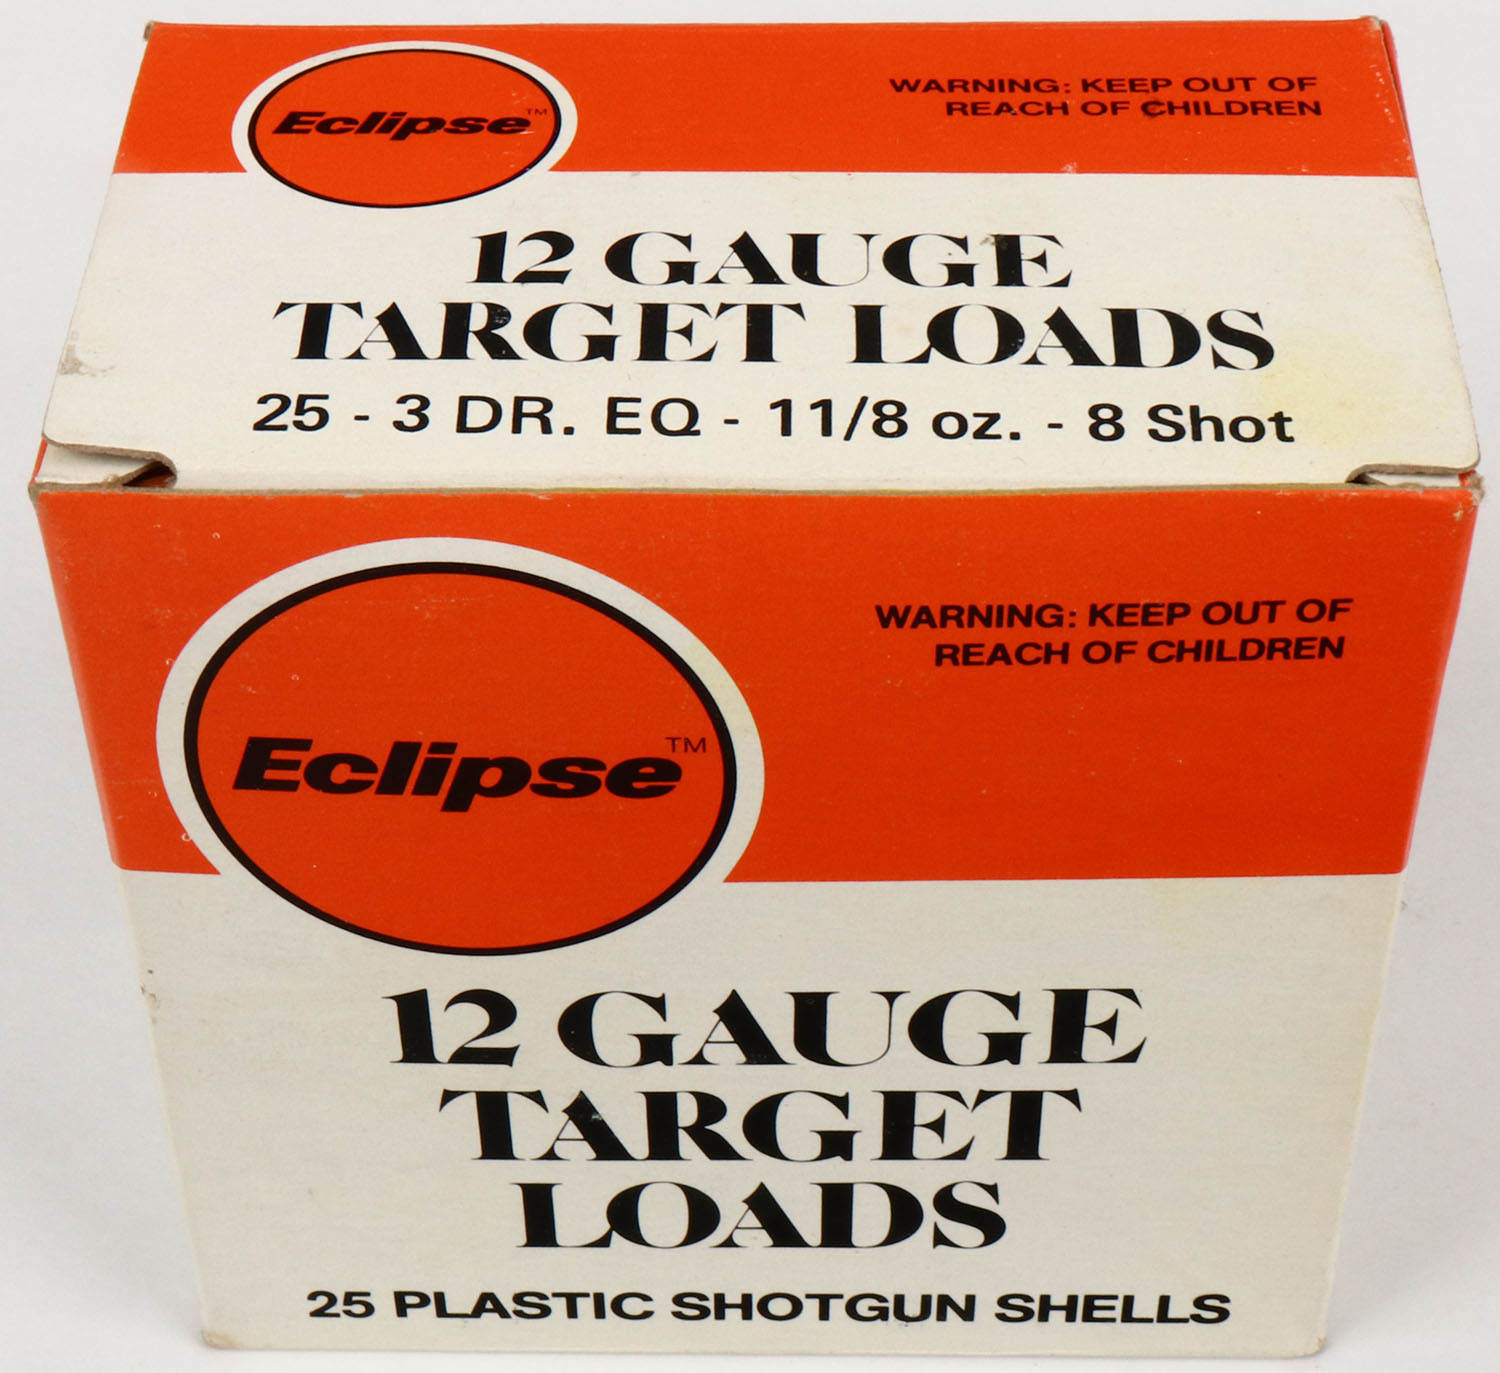 Eclipse™
WARNING: KEEP OUT OF
REACH OF CHILDREN
12 GAUGE
TARGET LOADS
25 - 3 DR. EQ - 11/8 oz. - 8 Shot
WARNING: KEEP OUT OF
REACH OF CHILDREN
Eclipse™
12 GAUGE
TARGET
LOADS
25 PLASTIC SHOTGUN SHELLS